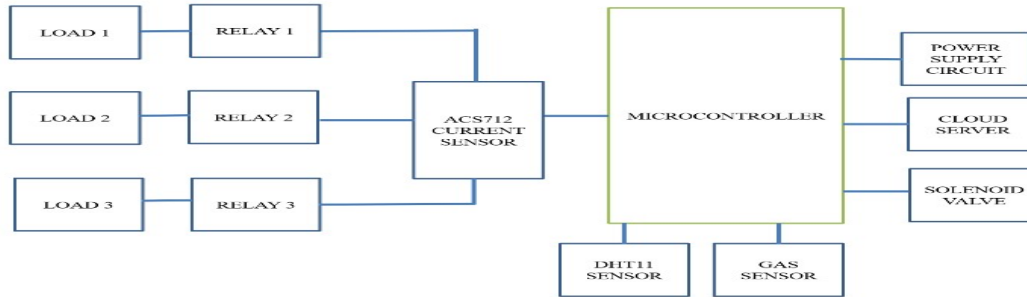 LOAD 1
RELAY 1
LOAD 2
RELAY 2
LOAD 3
RELAY 3
ACS712
CURRENT
SENSOR
MICROCONTROLLER
POWER
SUPPLY
CIRCUIT
CLOUD
SERVER
SOLENOID
VALVE
DHT11
SENSOR
GAS
SENSOR